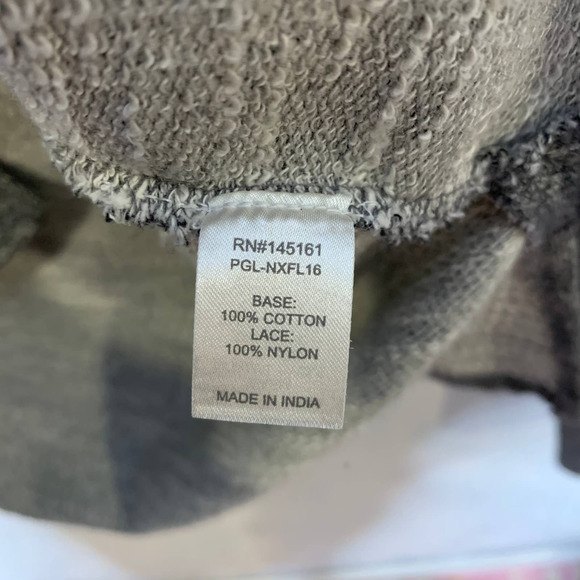 RN#145161
PGL-NXFL16
BASE:
100% COTTON
LACE:
100% NYLON
MADE IN INDIA